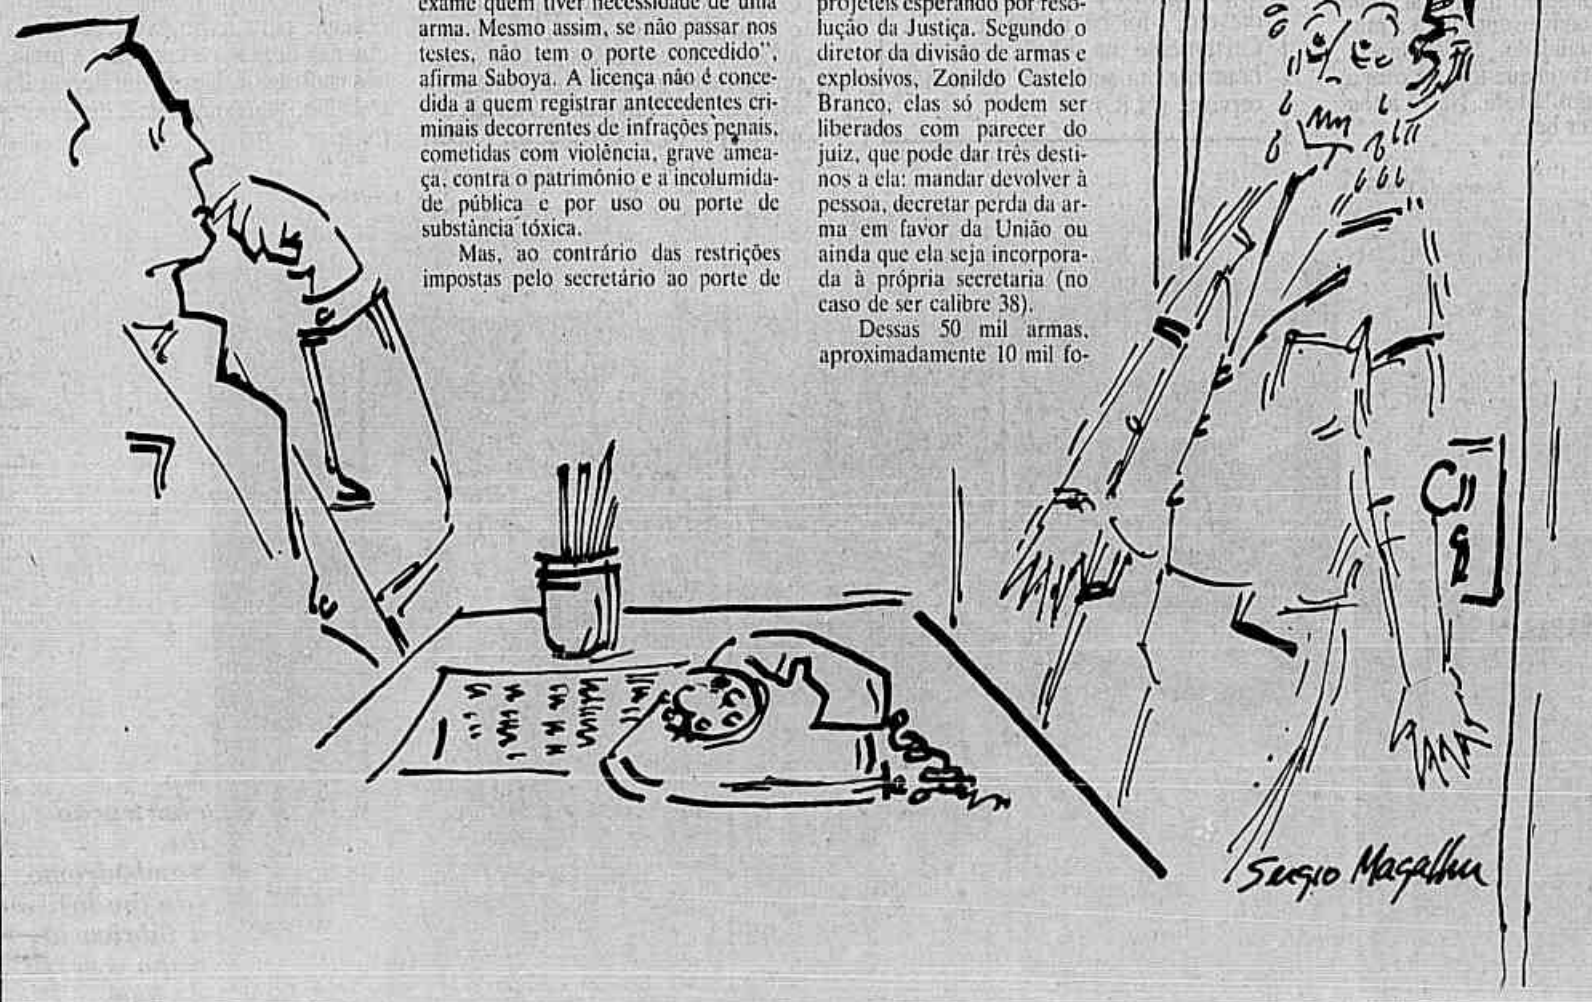 exame quem tiver necessidade de uma
arma. Mesmo assim, se não passar nos
testes, não tem o porte concedido",
afirma Saboya. A licença não é conce-
dida a quem registrar antecedentes cri-
minais decorrentes de infrações penais,
cometidas com violência, grave amea-
ça, contra o patrimônio e a incolumida-
de pública e por uso ou porte de
substância tóxica.
Mas, ao contrário das restrições
impostas pelo secretário ao porte de
projéteis esperando por reso-
lução da Justiça. Segundo o
diretor da divisão de armas e
explosivos, Zonildo Castelo
Branco, elas só podem ser
liberados com parecer do
juiz, que pode dar três desti-
nos a ela: mandar devolver à
pessoa, decretar perda da ar-
ma em favor da União ou
ainda que ela seja incorpora-
da à própria secretaria (no
caso de ser calibre 38).
Dessas 50 mil armas,
aproximadamente 10 mil fo-
Sergio Magalhães